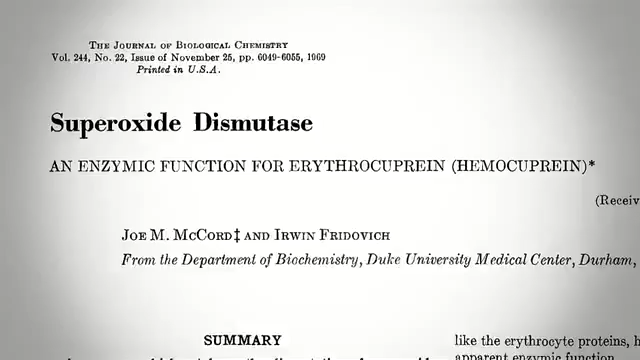 The Journal of Biological Chemistry
Vol. 244, No. 22, Issue of November 25, pp. 6049-6055, 1969
Printed in U.S.A.
Superoxide Dismutase
AN ENZYMIC FUNCTION FOR ERYTHROCUPREIN (HEMOCUPREIN)*
(Receiv
Joe M. McCord‡ and Irwin Fridovich
From the Department of Biochemistry, Duke University Medical Center, Durham,
SUMMARY
like the erythrocyte proteins, h
apparent enzymic function